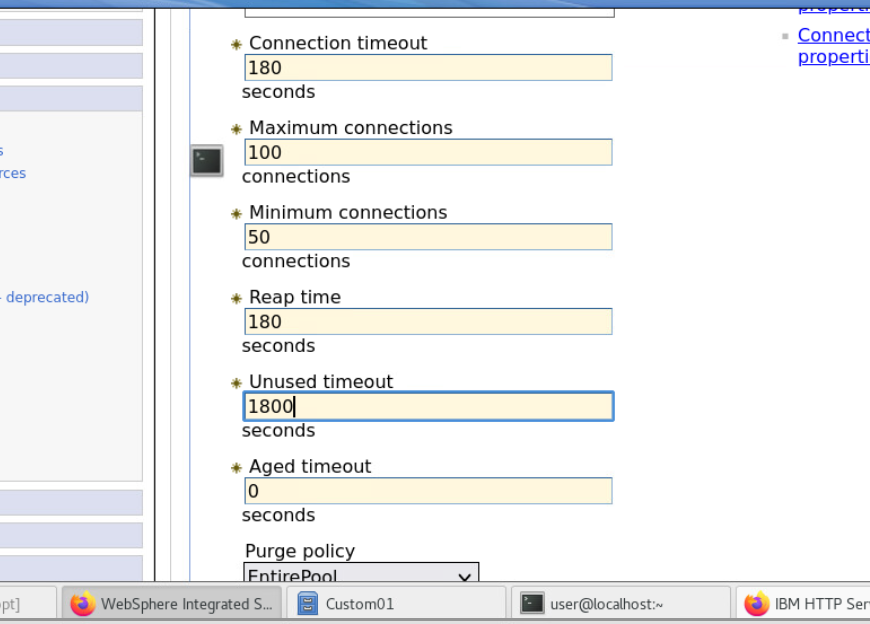 Connection timeout
180
seconds
Maximum connections
100
connections
Minimum connections
50
connections
Reap time
180
seconds
Unused timeout
1800
seconds
Aged timeout
0
seconds
Purge policy
EntirePool
Connect
properti
s
rces
- deprecated)
opt]
WebSphere Integrated S...
Custom01
user@localhost:~
IBM HTTP Serv